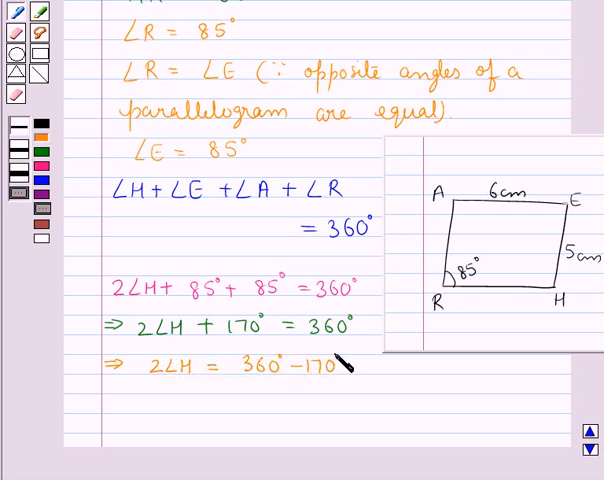 ∠R = 85°
∠R = ∠E (∵ opposite angles of a
parallelogram are equal).
∠E = 85°
∠H + ∠E + ∠A + ∠R
= 360°
2∠H + 85° + 85° = 360°
⇒ 2∠H + 170° = 360°
⇒ 2∠H = 360° - 170
A 6cm E
5cm
85°
R H